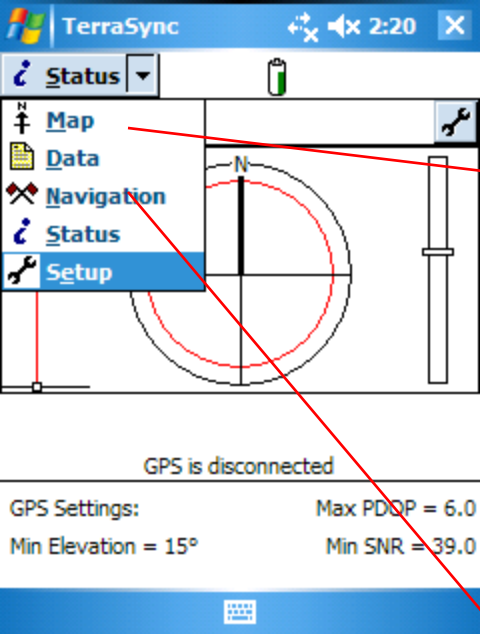 TerraSync 2:20
Status
N
Map
Data
Navigation
Status
Setup
N
GPS is disconnected
GPS Settings: Max PDOP = 6.0
Min Elevation = 15° Min SNR = 39.0